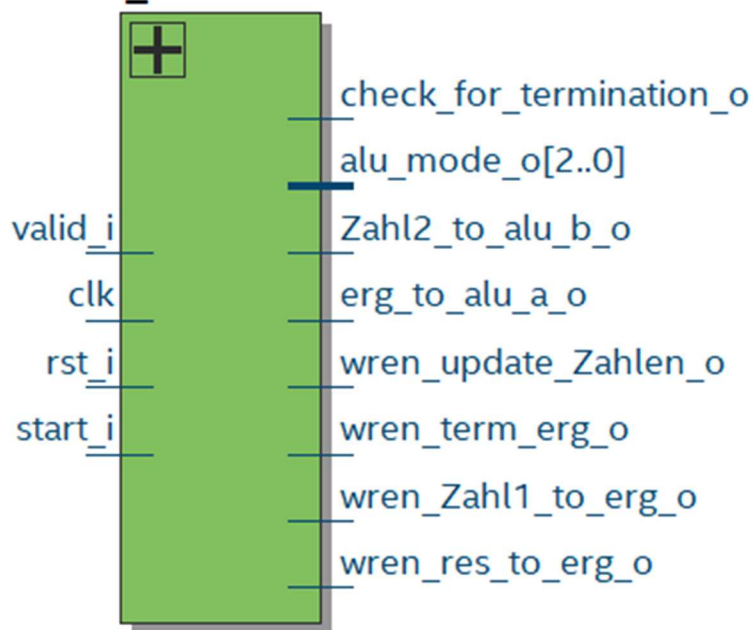 check_for_termination_o
alu_mode_o[2..0]
valid_i
Zahl2_to_alu_b_o
clk
erg_to_alu_a_o
rst_i
wren_update_Zahlen_o
start_i
wren_term_erg_o
wren_Zahl1_to_erg_o
wren_res_to_erg_o